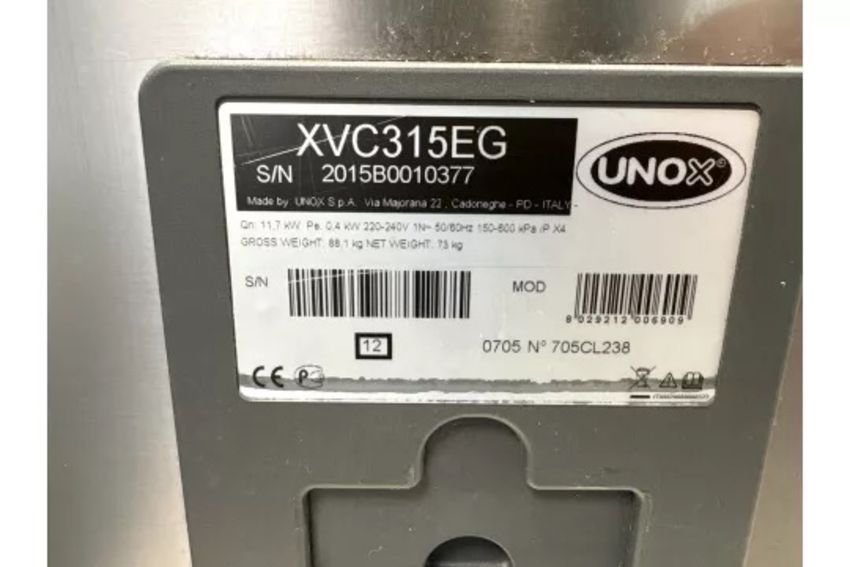 XVC315EG
S/N 2015B0010377
Made by: UNOX S.p.A. Via Majorana 22 , Cadoneghe - PD - ITALY -
UNOX
Qn: 11,7 kW Pe. 0,4 kW 220-240V 1N~ 50/60Hz 150-600 kPa IP X4
GROSS WEIGHT: 88,1 kg NET WEIGHT: 73 kg
S/N
MOD
8 029212 006909
12
0705 N° 705CL238
CE